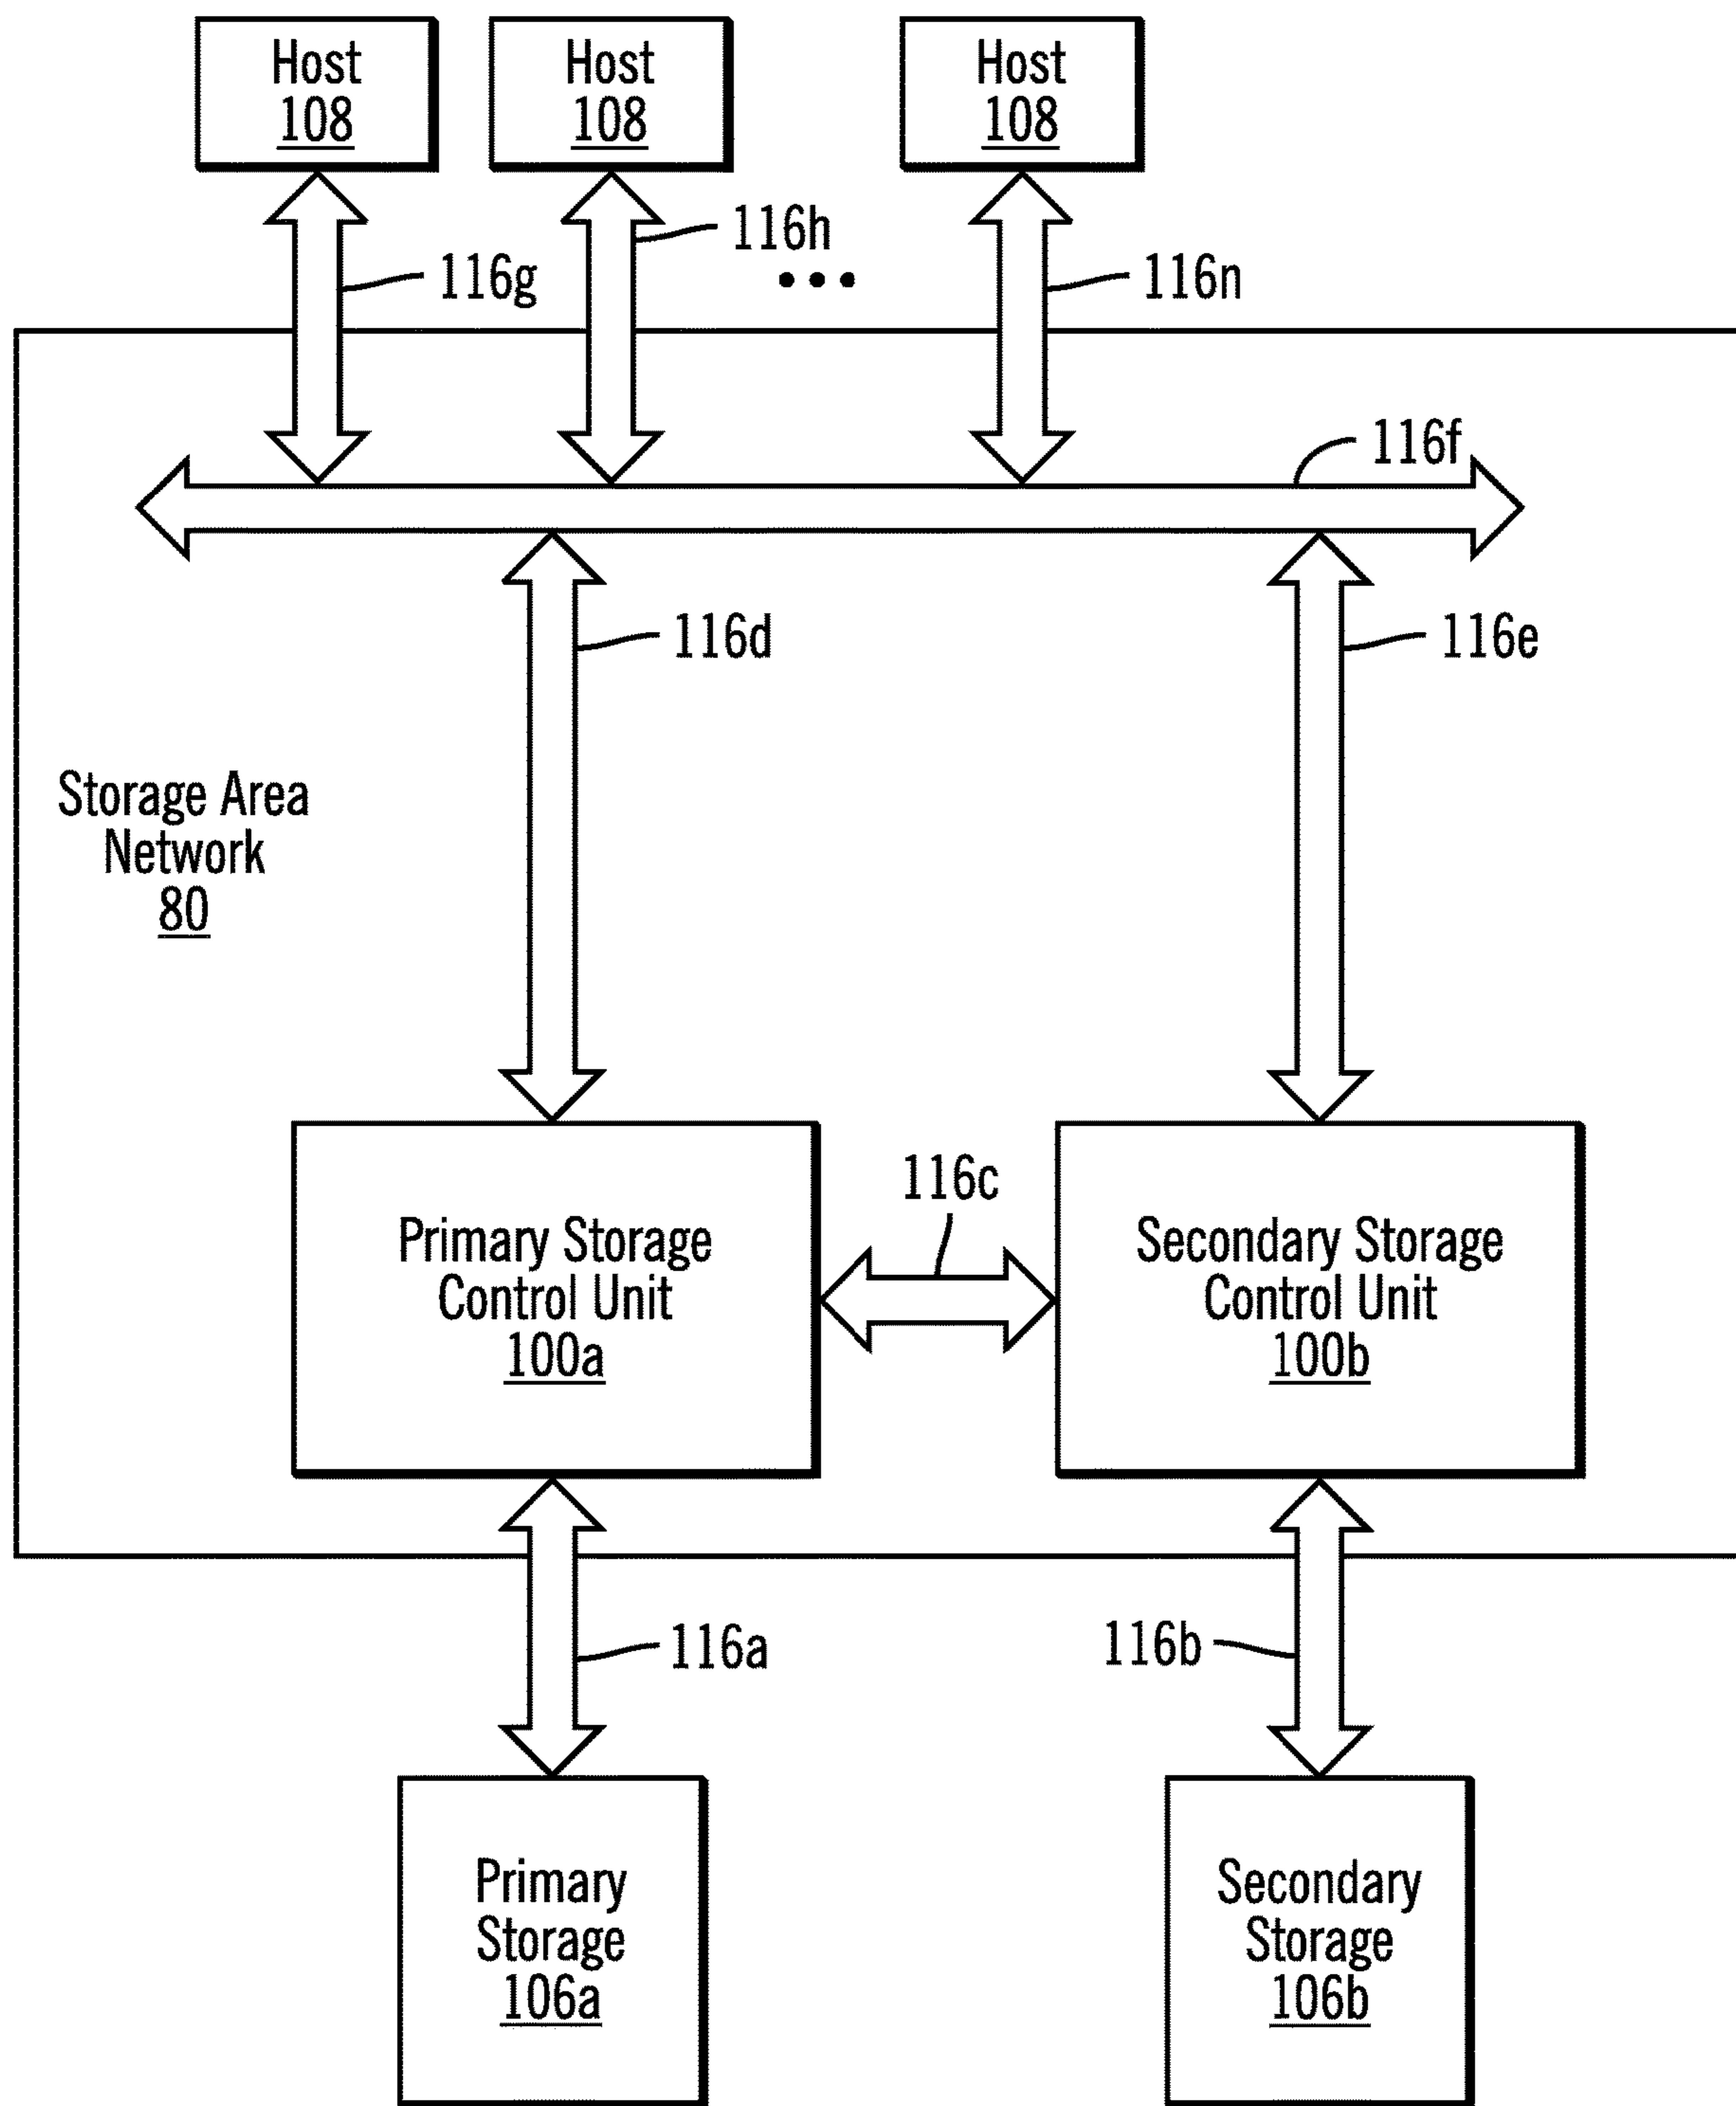 Host
108
Host
108
Host
108
116h
116g
116n
116f
116d
116e
Storage Area
Network
80
116c
Primary Storage
Control Unit
100a
Secondary Storage
Control Unit
100b
116a
116b
Primary
Storage
106a
Secondary
Storage
106b